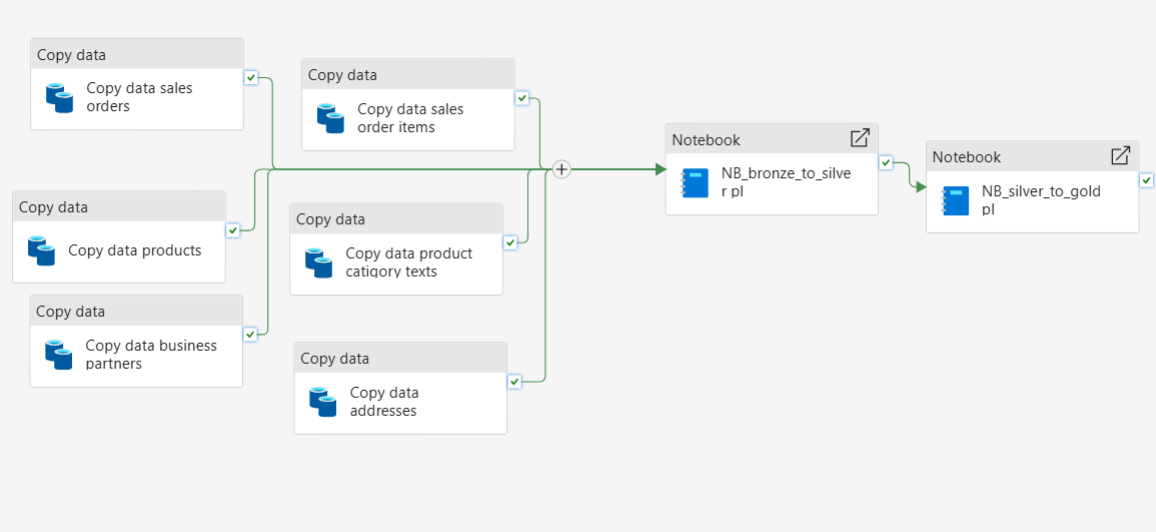 Copy data
Copy data sales
orders
Copy data
Copy data sales
order items
Copy data
Copy data products
Copy data
Copy data product
catigory texts
Copy data
Copy data business
partners
Copy data
Copy data
addresses
Notebook
NB_bronze_to_silve
r pl
Notebook
NB_silver_to_gold
pl